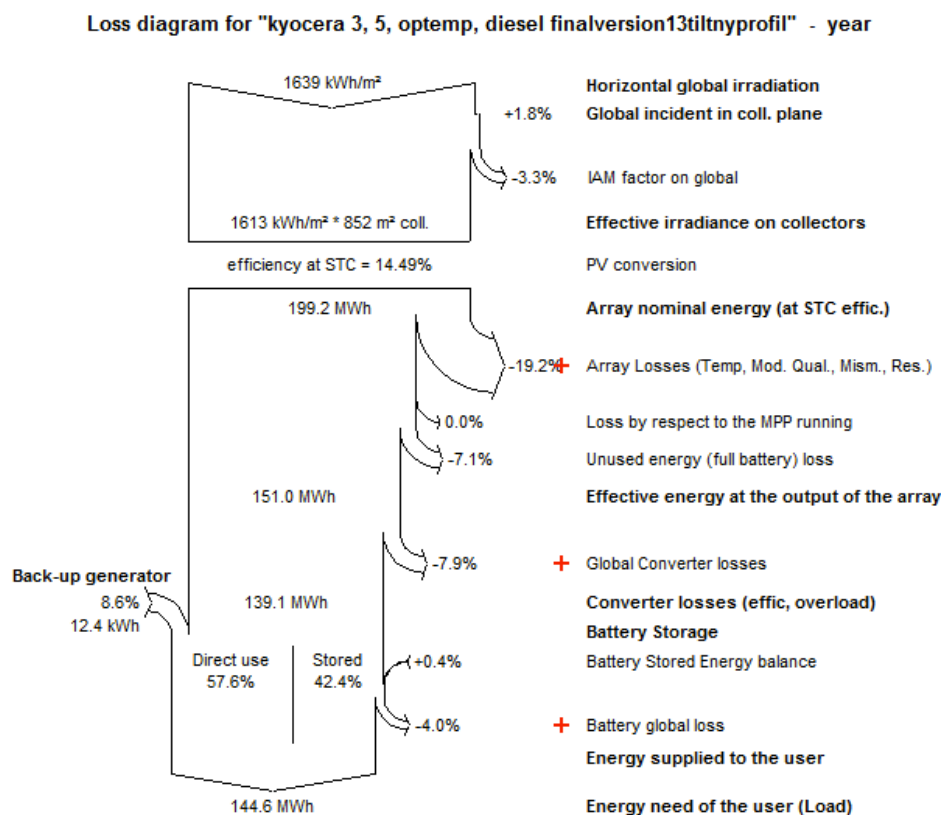 Loss diagram for "kyocera 3, 5, optemp, diesel finalversion13tiltnyprofil" - year
1639 kWh/m²
Horizontal global irradiation
+1.8%
Global incident in coll. plane
-3.3%
IAM factor on global
1613 kWh/m² * 852 m² coll.
Effective irradiance on collectors
efficiency at STC = 14.49%
PV conversion
199.2 MWh
Array nominal energy (at STC effic.)
-19.2%
Array Losses (Temp, Mod. Qual., Mism., Res.)
0.0%
Loss by respect to the MPP running
-7.1%
Unused energy (full battery) loss
151.0 MWh
Effective energy at the output of the array
-7.9%
Global Converter losses
Back-up generator
8.6%
12.4 kWh
139.1 MWh
Converter losses (effic, overload)
Battery Storage
Direct use
57.6%
Stored
42.4%
+0.4%
Battery Stored Energy balance
-4.0%
Battery global loss
Energy supplied to the user
144.6 MWh
Energy need of the user (Load)